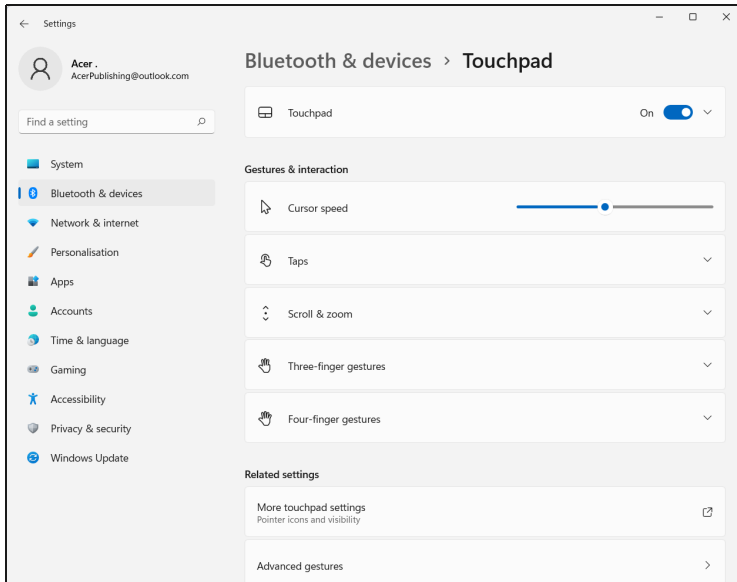 Settings
Acer .
AcerPublishing@outlook.com
Find a setting
System
Bluetooth & devices
Network & internet
Personalisation
Apps
Accounts
Time & language
Gaming
Accessibility
Privacy & security
Windows Update
Bluetooth & devices > Touchpad
Touchpad On
Gestures & interaction
Cursor speed
Taps
Scroll & zoom
Three-finger gestures
Four-finger gestures
Related settings
More touchpad settings
Pointer icons and visibility
Advanced gestures